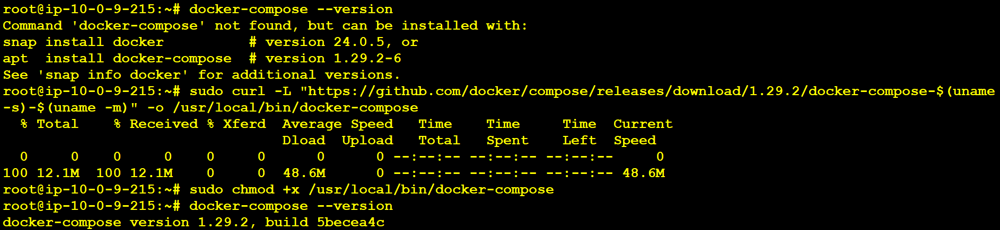 root@ip-10-0-9-215:~# docker-compose --version
Command 'docker-compose' not found, but can be installed with:
snap install docker          # version 24.0.5, or
apt  install docker-compose  # version 1.29.2-6
See 'snap info docker' for additional versions.
root@ip-10-0-9-215:~# sudo curl -L "https://github.com/docker/compose/releases/download/1.29.2/docker-compose-$(uname
-s)-$(uname -m)" -o /usr/local/bin/docker-compose
  % Total    % Received % Xferd  Average Speed   Time    Time     Time  Current
                                 Dload  Upload   Total   Spent    Left  Speed
  0     0    0     0    0     0      0      0 --:--:-- --:--:-- --:--:--     0
100 12.1M  100 12.1M    0     0  48.6M      0 --:--:-- --:--:-- --:--:-- 48.6M
root@ip-10-0-9-215:~# sudo chmod +x /usr/local/bin/docker-compose
root@ip-10-0-9-215:~# docker-compose --version
docker-compose version 1.29.2, build 5becea4c